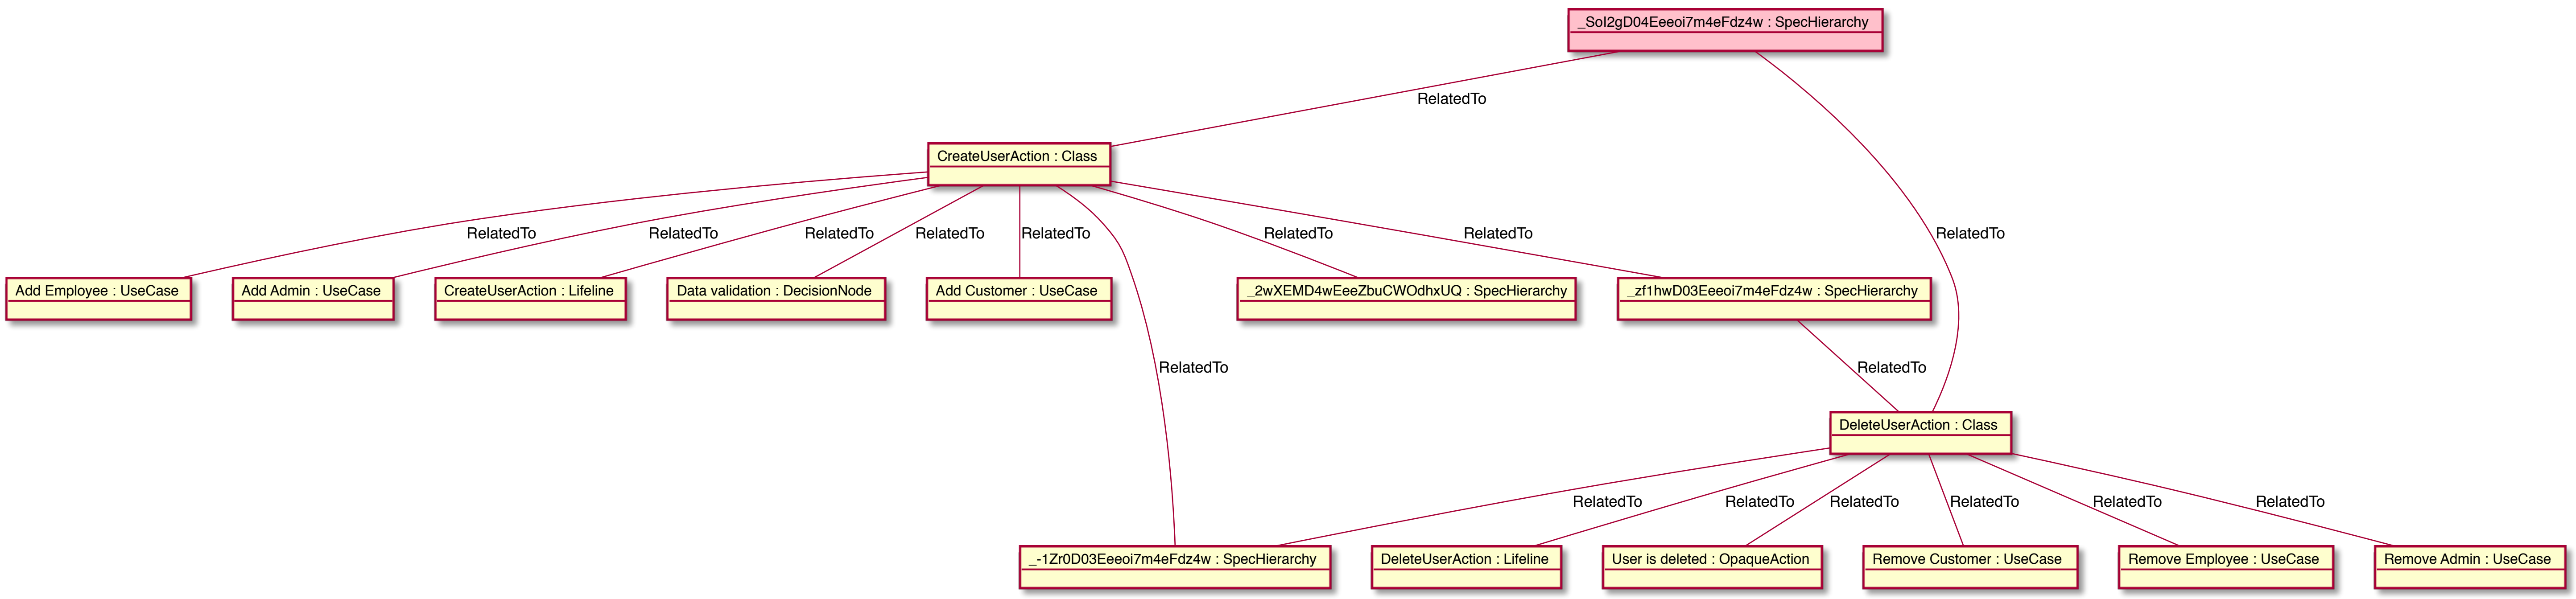 _SoI2gD04Eeeoi7m4eFdz4w : SpecHierarchy
RelatedTo
CreateUserAction : Class
RelatedTo
RelatedTo
RelatedTo
RelatedTo
RelatedTo
RelatedTo
RelatedTo
RelatedTo
Add Employee : UseCase
Add Admin : UseCase
CreateUserAction : Lifeline
Data validation : DecisionNode
Add Customer : UseCase
_2wXEMD4wEeeZbuCWOdhxUQ : SpecHierarchy
_zf1hwD03Eeeoi7m4eFdz4w : SpecHierarchy
RelatedTo
RelatedTo
DeleteUserAction : Class
RelatedTo
RelatedTo
RelatedTo
RelatedTo
RelatedTo
RelatedTo
_-1Zr0D03Eeeoi7m4eFdz4w : SpecHierarchy
DeleteUserAction : Lifeline
User is deleted : OpaqueAction
Remove Customer : UseCase
Remove Employee : UseCase
Remove Admin : UseCase